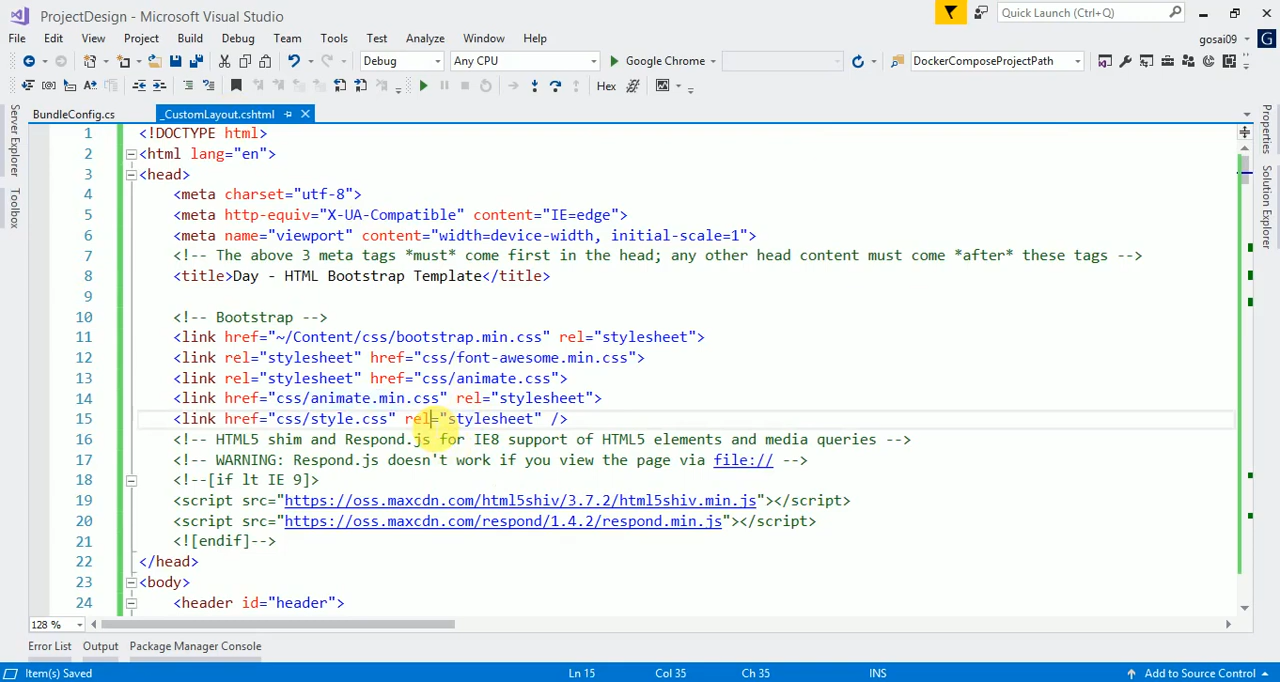 ProjectDesign - Microsoft Visual Studio
Quick Launch (Ctrl+Q)
File Edit View Project Build Debug Team Tools Test Analyze Window Help
gosai09 G
Debug Any CPU Google Chrome DockerComposeProjectPath
Hex
BundleConfig.cs _CustomLayout.cshtml
Server Explorer
Toolbox
Properties
Solution Explorer
1 <!DOCTYPE html>
2 <html lang="en">
3 <head>
4 <meta charset="utf-8">
5 <meta http-equiv="X-UA-Compatible" content="IE=edge">
6 <meta name="viewport" content="width=device-width, initial-scale=1">
7 <!-- The above 3 meta tags *must* come first in the head; any other head content must come *after* these tags -->
8 <title>Day - HTML Bootstrap Template</title>
9
10 <!-- Bootstrap -->
11 <link href="~/Content/css/bootstrap.min.css" rel="stylesheet">
12 <link rel="stylesheet" href="css/font-awesome.min.css">
13 <link rel="stylesheet" href="css/animate.css">
14 <link href="css/animate.min.css" rel="stylesheet">
15 <link href="css/style.css" rel="stylesheet" />
16 <!-- HTML5 shim and Respond.js for IE8 support of HTML5 elements and media queries -->
17 <!-- WARNING: Respond.js doesn't work if you view the page via file:// -->
18 <!--[if lt IE 9]>
19 <script src="https://oss.maxcdn.com/html5shiv/3.7.2/html5shiv.min.js"></script>
20 <script src="https://oss.maxcdn.com/respond/1.4.2/respond.min.js"></script>
21 <![endif]-->
22 </head>
23 <body>
24 <header id="header">
128 %
Error List Output Package Manager Console
Item(s) Saved Ln 15 Col 35 Ch 35 INS Add to Source Control